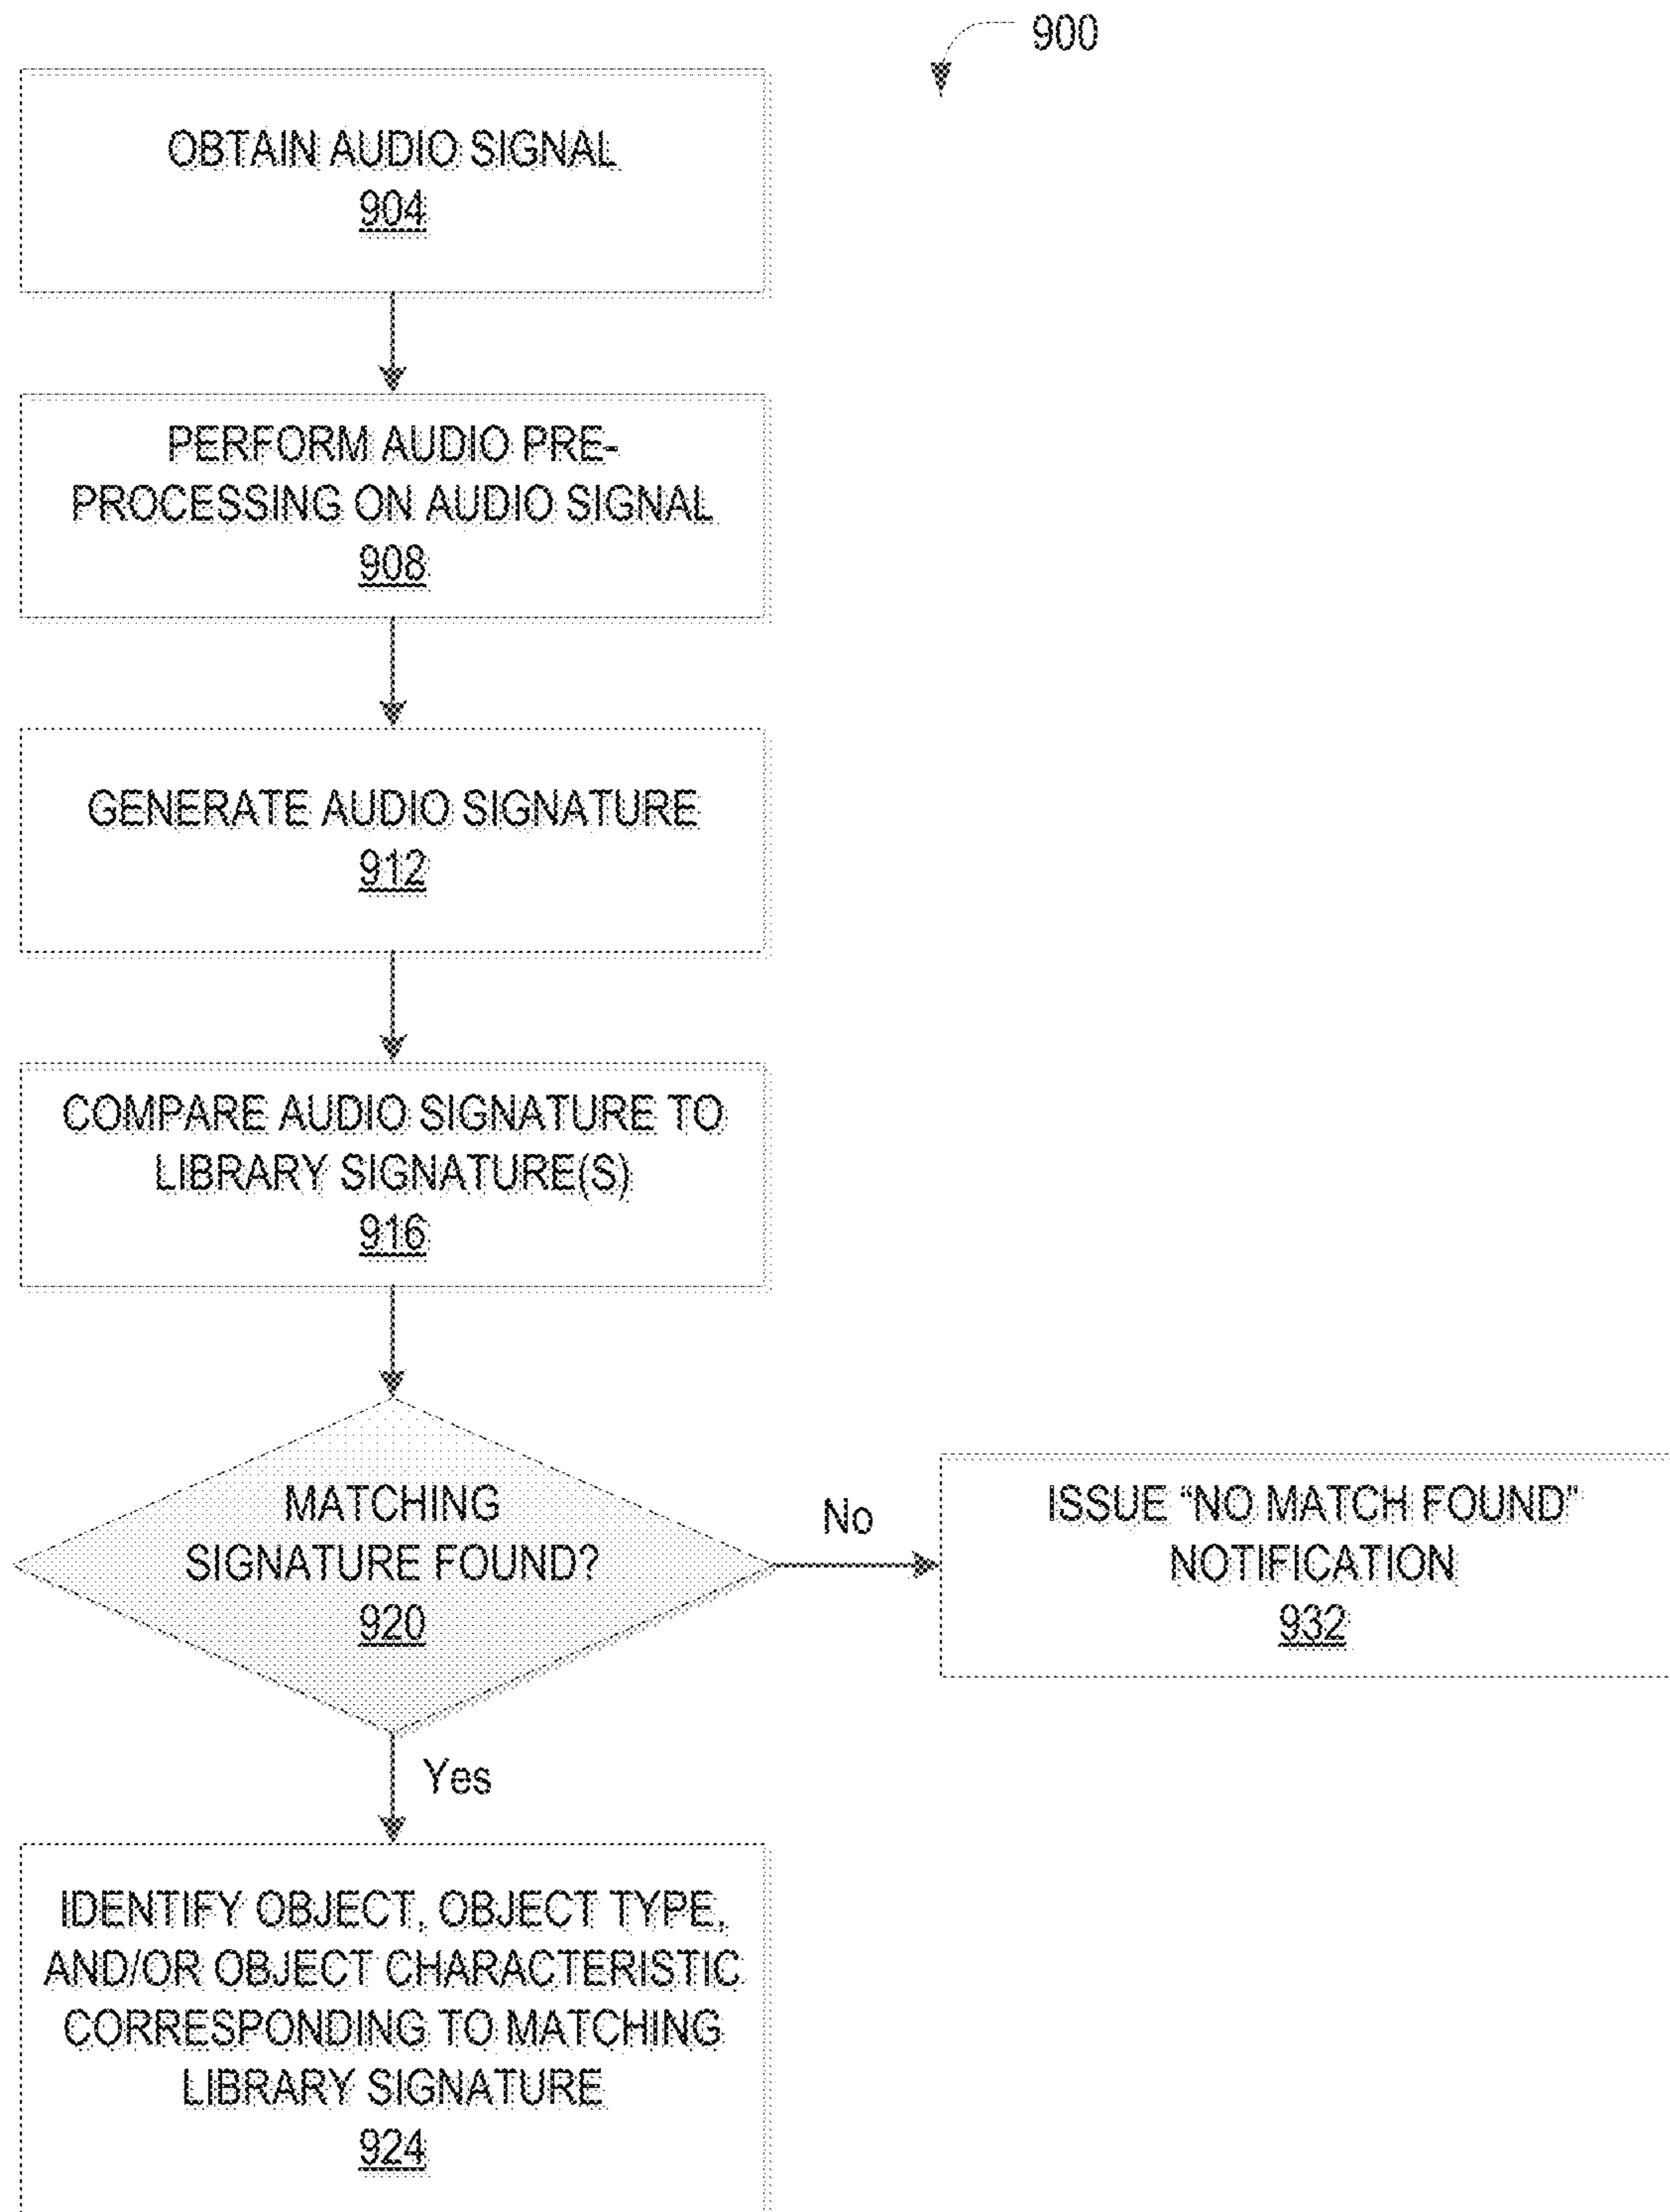 900
OBTAIN AUDIO SIGNAL
904
PERFORM AUDIO PRE-
PROCESSING ON AUDIO SIGNAL
908
GENERATE AUDIO SIGNATURE
912
COMPARE AUDIO SIGNATURE TO
LIBRARY SIGNATURE(S)
916
MATCHING
SIGNATURE FOUND?
920
No
ISSUE “NO MATCH FOUND”
NOTIFICATION
932
Yes
IDENTIFY OBJECT, OBJECT TYPE,
AND/OR OBJECT CHARACTERISTIC
CORRESPONDING TO MATCHING
LIBRARY SIGNATURE
924